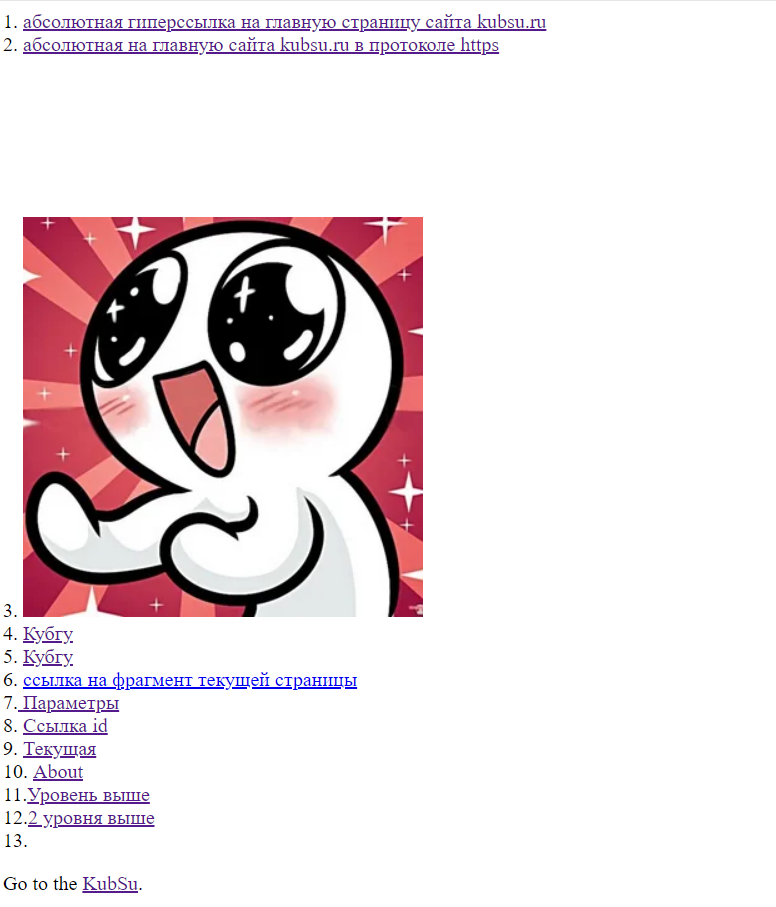 1. абсолютная гиперссылка на главную страницу сайта kubsu.ru
2. абсолютная на главную сайта kubsu.ru в протоколе https
3.
4. Кубгу
5. Кубгу
6. ссылка на фрагмент текущей страницы
7. Параметры
8. Ссылка id
9. Текущая
10. About
11.Уровень выше
12.2 уровня выше
13.
Go to the KubSu.